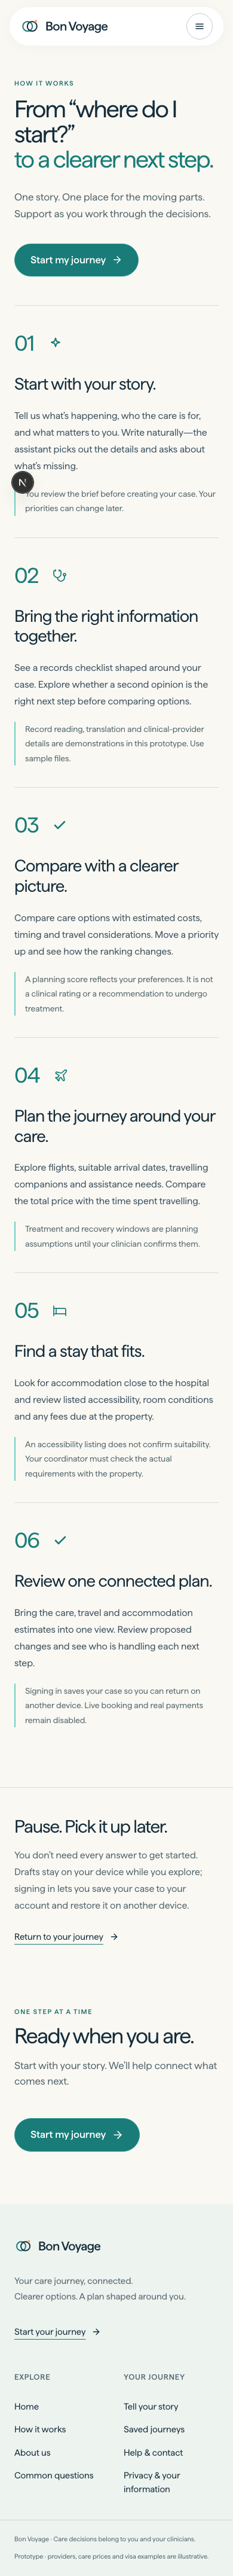 Bon Voyage
HOW IT WORKS
From “where do I
start?”
to a clearer next step.
One story. One place for the moving parts.
Support as you work through the decisions.
Start my journey
01
Start with your story.
Tell us what’s happening, who the care is for,
and what matters to you. Write naturally—the
assistant picks out the details and asks about
what’s missing.
N
You review the brief before creating your case. Your
priorities can change later.
02
Bring the right information
together.
See a records checklist shaped around your
case. Explore whether a second opinion is the
right next step before comparing options.
Record reading, translation and clinical-provider
details are demonstrations in this prototype. Use
sample files.
03
Compare with a clearer
picture.
Compare care options with estimated costs,
timing and travel considerations. Move a priority
up and see how the ranking changes.
A planning score reflects your preferences. It is not
a clinical rating or a recommendation to undergo
treatment.
04
Plan the journey around your
care.
Explore flights, suitable arrival dates, travelling
companions and assistance needs. Compare
the total price with the time spent travelling.
Treatment and recovery windows are planning
assumptions until your clinician confirms them.
05
Find a stay that fits.
Look for accommodation close to the hospital
and review listed accessibility, room conditions
and any fees due at the property.
An accessibility listing does not confirm suitability.
Your coordinator must check the actual
requirements with the property.
06
Review one connected plan.
Bring the care, travel and accommodation
estimates into one view. Review proposed
changes and see who is handling each next
step.
Signing in saves your case so you can return on
another device. Live booking and real payments
remain disabled.
Pause. Pick it up later.
You don’t need every answer to get started.
Drafts stay on your device while you explore;
signing in lets you save your case to your
account and restore it on another device.
Return to your journey
ONE STEP AT A TIME
Ready when you are.
Start with your story. We’ll help connect what
comes next.
Start my journey
Bon Voyage
Your care journey, connected.
Clearer options. A plan shaped around you.
Start your journey
EXPLORE
Home
How it works
About us
Common questions
YOUR JOURNEY
Tell your story
Saved journeys
Help & contact
Privacy & your
information
Bon Voyage · Care decisions belong to you and your clinicians.
Prototype · providers, care prices and visa examples are illustrative.